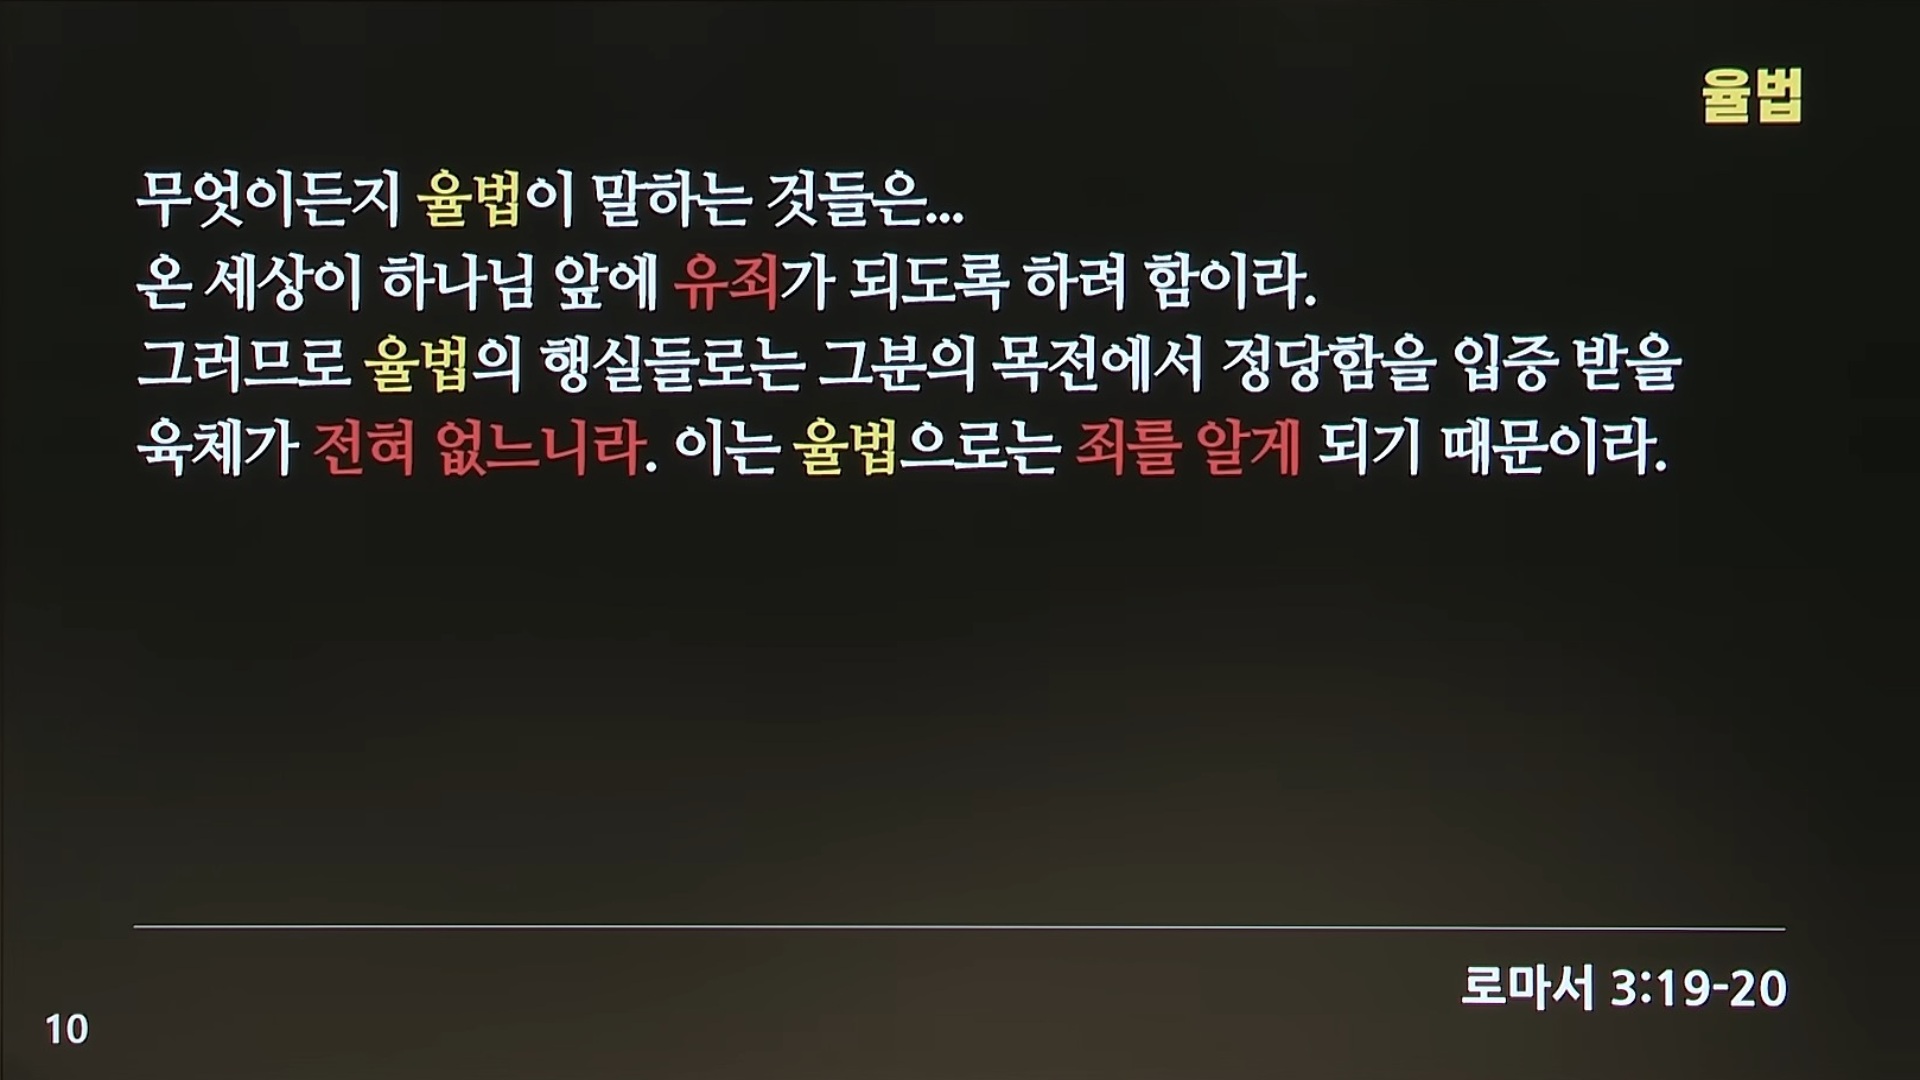 율법
무엇이든지 율법이 말하는 것들은...
온 세상이 하나님 앞에 유죄가 되도록 하려 함이라.
그러므로 율법의 행실들로는 그분의 목전에서 정당함을 입증 받을
육체가 전혀 없느니라. 이는 율법으로는 죄를 알게 되기 때문이라.
로마서 3:19-20
10